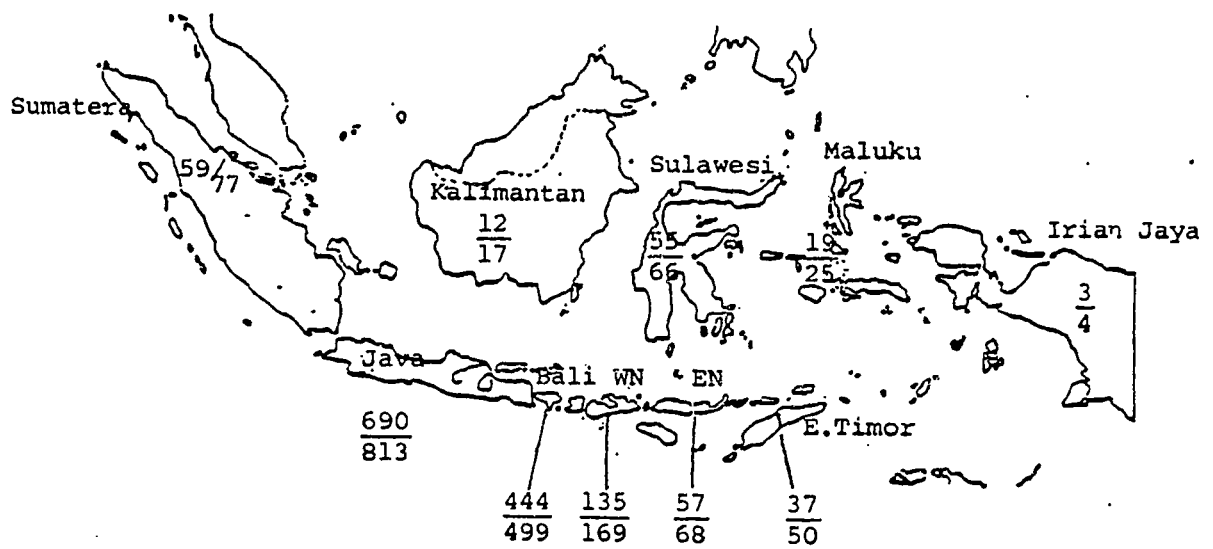 Sumatera
59/77
Kalimantan
12
17
Sulawesi
55
66
Maluku
19
25
Irian Jaya
3
4
Java
690
813
Bali WN EN
E.Timor
444 135 57 37
499 169 68 50